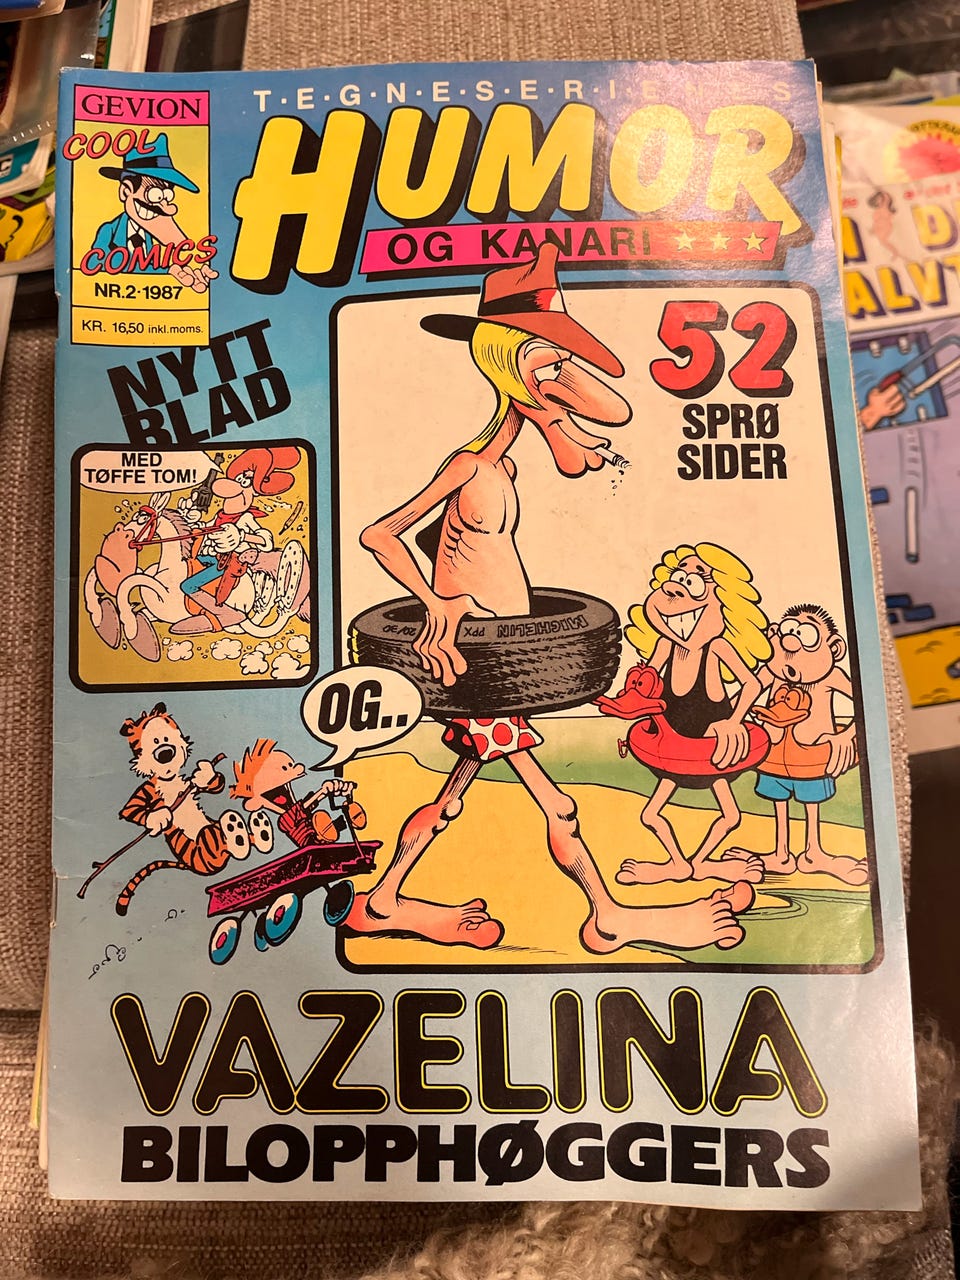 GEVION
COOL
COMICS
NR.2-1987
KR. 16,50 inkl.moms.
T·E·G·N·E·S·E·R·I·E·N·S
HUMOR
OG KANARI
52
SPRØ
SIDER
NYTT
BLAD
MED
TØFFE TOM!
MICHELIN
PPX
OG..
VAZELINA
BILOPPHØGGERS